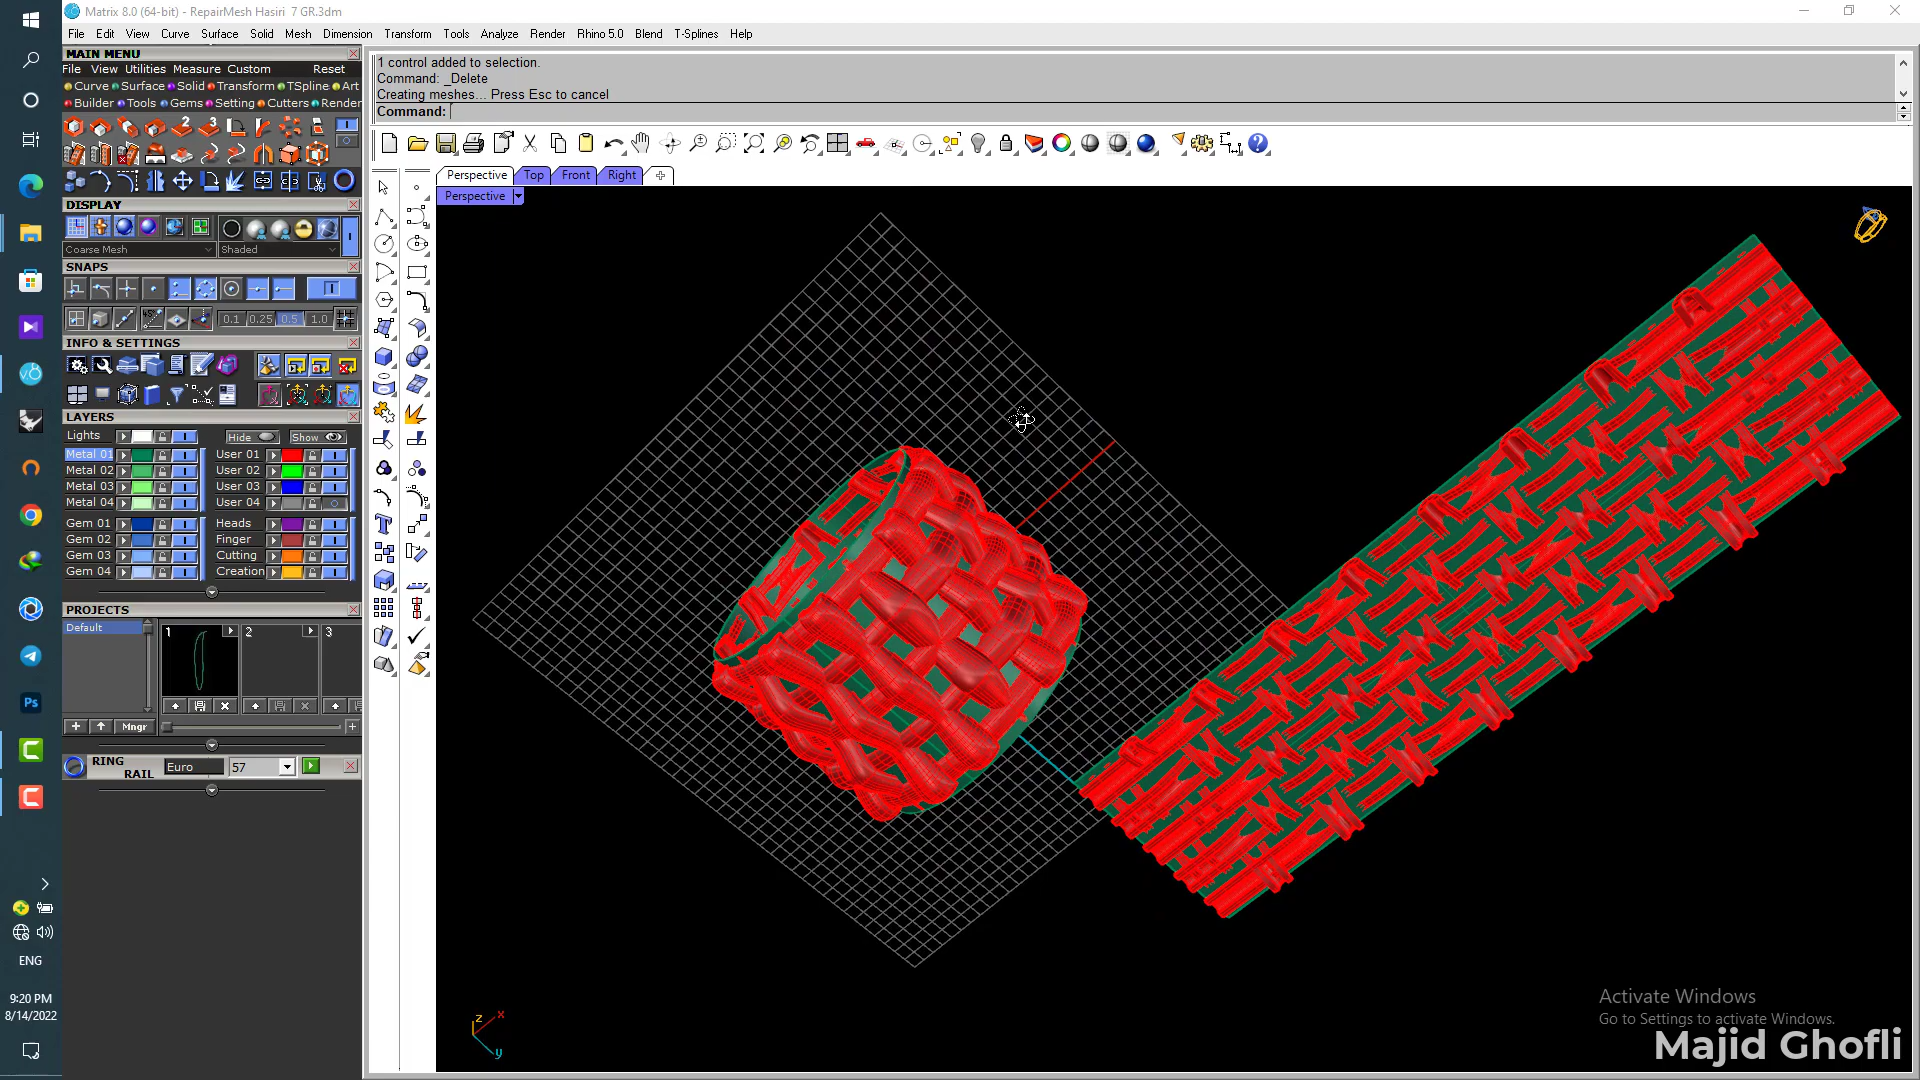 Matrix 8.0 (64-bit) - RepairMesh Hasiri  7 GR.3dm
File Edit View Curve Surface Solid Mesh Dimension Transform Tools Analyze Render Rhino 5.0 Blend T-Splines Help
MAIN MENU
File View Utilities Measure Custom Reset
Curve Surface Solid Transform TSpline Art
Builder Tools Gems Setting Cutters Render
1 control added to selection.
Command: _Delete
Creating meshes... Press Esc to cancel
Command:
2 3
Perspective Top Front Right
Perspective
DISPLAY
Coarse Mesh Shaded
SNAPS
45°
0.1 0.25 0.5 1.0
INFO & SETTINGS
LAYERS
Lights Hide Show
Metal 01 User 01
Metal 02 User 02
Metal 03 User 03
Metal 04 User 04
Gem 01 Heads
Gem 02 Finger
Gem 03 Cutting
Gem 04 Creation
PROJECTS
Default 1 2 3
Mngr
RING RAIL Euro 57
Ps
ENG
9:20 PM
8/14/2022
z x
y
Activate Windows
Go to Settings to activate Windows.
Majid Ghofli